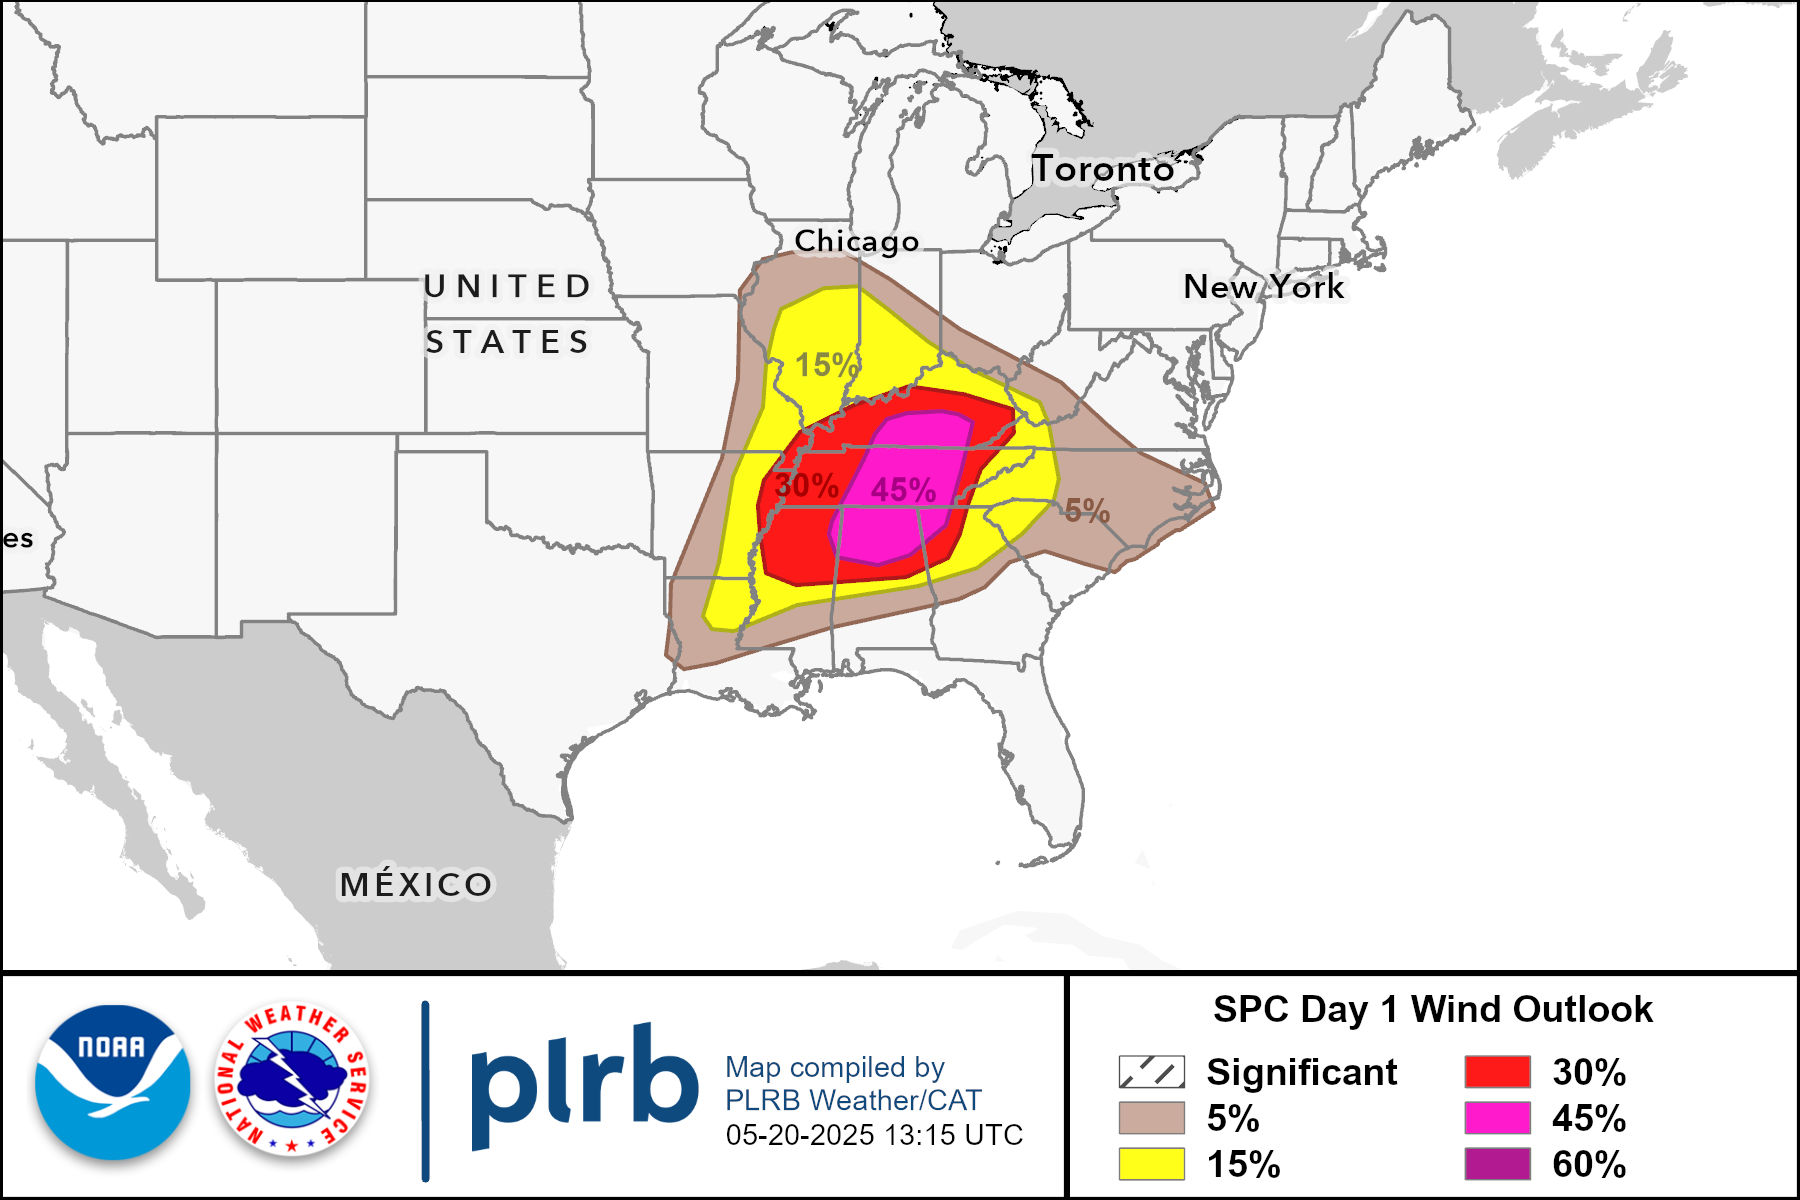 Toronto
Chicago
UNITED
STATES
New York
15%
30%
45%
5%
es
MÉXICO
NOAA
NATIONAL WEATHER SERVICE
plrb
Map compiled by
PLRB Weather/CAT
05-20-2025 13:15 UTC
SPC Day 1 Wind Outlook
Significant
5%
15%
30%
45%
60%